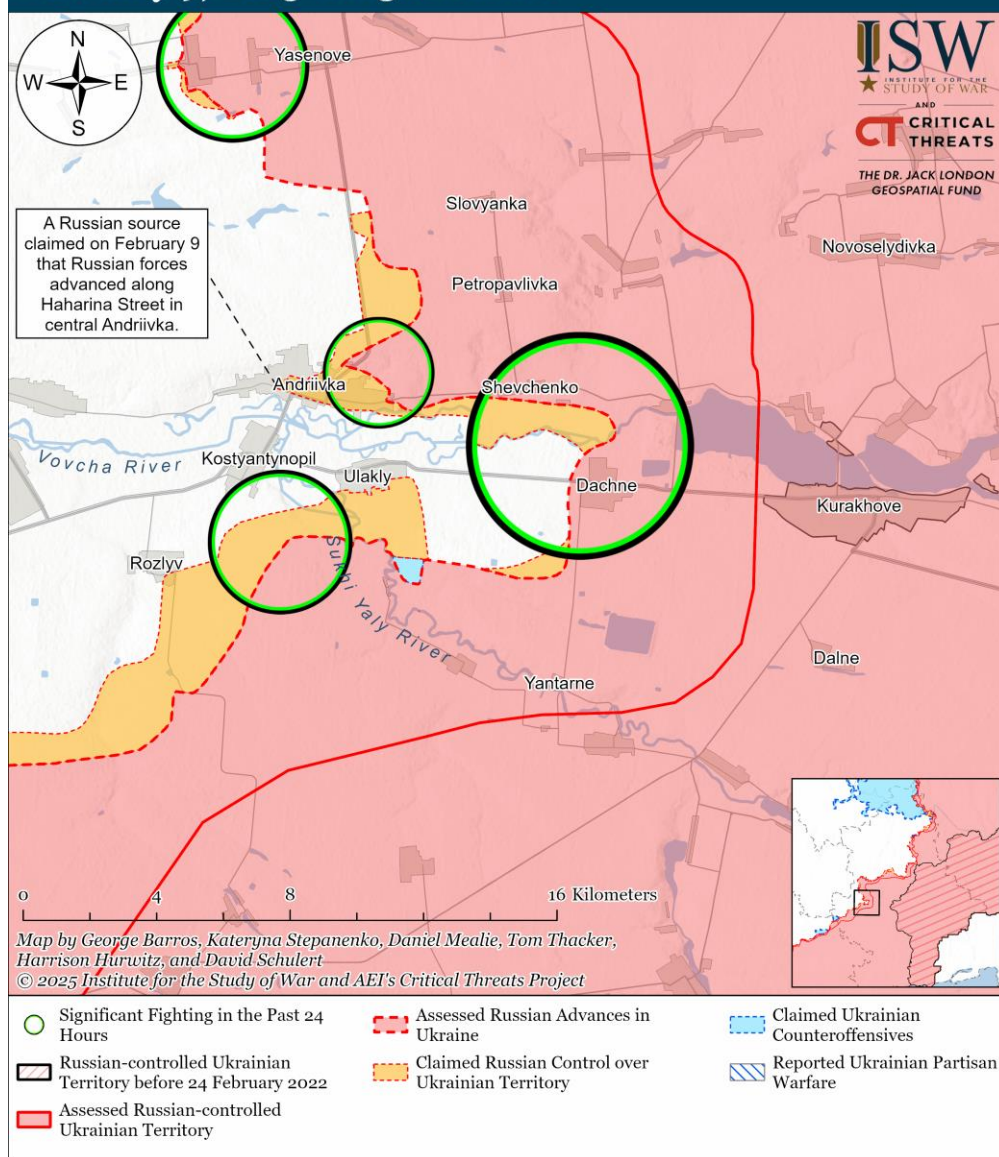 N
W
E
S
ISW
INSTITUTE FOR THE
STUDY OF WAR
AND
CT CRITICAL
THREATS
THE DR. JACK LONDON
GEOSPATIAL FUND
Yasenove
Slovyanka
Novoselydivka
A Russian source
claimed on February 9
that Russian forces
advanced along
Haharina Street in
central Andriivka.
Petropavlivka
Andriivka
Shevchenko
Vovcha River
Kostyantynopil
Ulakly
Dachne
Kurakhove
Rozlyv
Sukhi Yaly River
Dalne
Yantarne
0 4 8 16 Kilometers
Map by George Barros, Kateryna Stepanenko, Daniel Mealie, Tom Thacker,
Harrison Hurwitz, and David Schulert
© 2025 Institute for the Study of War and AEI's Critical Threats Project
Significant Fighting in the Past 24
Hours
Russian-controlled Ukrainian
Territory before 24 February 2022
Assessed Russian-controlled
Ukrainian Territory
Assessed Russian Advances in
Ukraine
Claimed Russian Control over
Ukrainian Territory
Claimed Ukrainian
Counteroffensives
Reported Ukrainian Partisan
Warfare